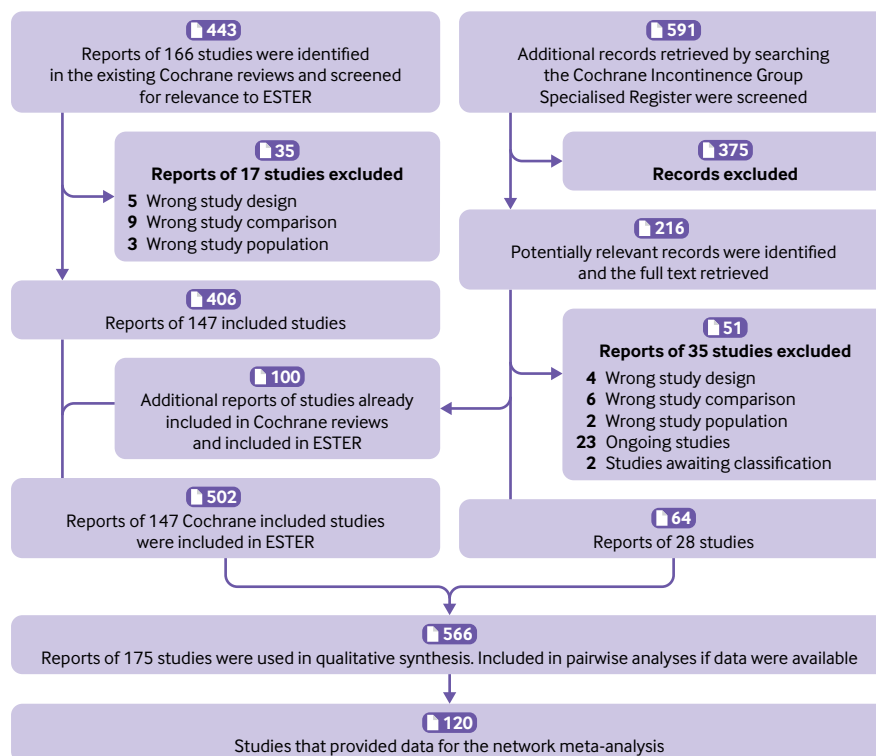 443
Reports of 166 studies were identified
in the existing Cochrane reviews and screened
for relevance to ESTER
591
Additional records retrieved by searching
the Cochrane Incontinence Group
Specialised Register were screened
35
Reports of 17 studies excluded
5 Wrong study design
9 Wrong study comparison
3 Wrong study population
375
Records excluded
216
Potentially relevant records were identified
and the full text retrieved
406
Reports of 147 included studies
51
Reports of 35 studies excluded
4 Wrong study design
6 Wrong study comparison
2 Wrong study population
23 Ongoing studies
2 Studies awaiting classification
100
Additional reports of studies already
included in Cochrane reviews
and included in ESTER
502
Reports of 147 Cochrane included studies
were included in ESTER
64
Reports of 28 studies
566
Reports of 175 studies were used in qualitative synthesis. Included in pairwise analyses if data were available
120
Studies that provided data for the network meta-analysis